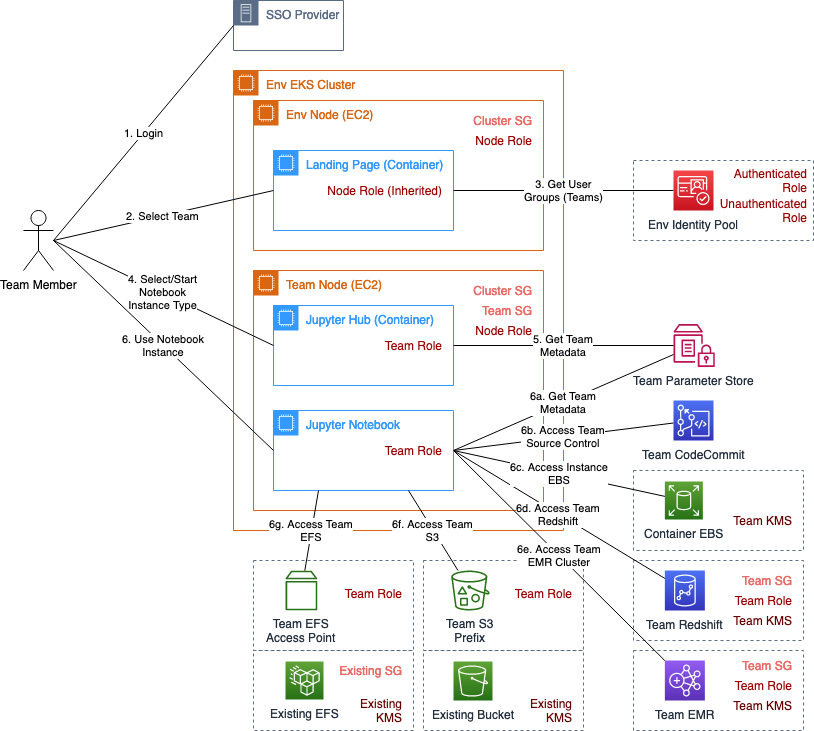 SSO Provider
Env EKS Cluster
Env Node (EC2)
Cluster SG
Node Role
1. Login
Landing Page (Container)
Node Role (Inherited)
2. Select Team
3. Get User
Groups (Teams)
Authenticated
Role
Unauthenticated
Role
Env Identity Pool
Team Member
Team Node (EC2)
Cluster SG
Team SG
Node Role
4. Select/Start
Notebook
Instance Type
Jupyter Hub (Container)
Team Role
5. Get Team
Metadata
6. Use Notebook
Instance
Team Parameter Store
6a. Get Team
Metadata
Jupyter Notebook
Team Role
6b. Access Team
Source Control
Team CodeCommit
6c. Access Instance
EBS
Team KMS
Container EBS
6d. Access Team
Redshift
6g. Access Team
EFS
6f. Access Team
S3
6e. Access Team
EMR Cluster
Team Role
Team EFS
Access Point
Team Role
Team S3
Prefix
Team SG
Team Role
Team KMS
Team Redshift
Existing SG
Existing
KMS
Existing EFS
Existing
KMS
Existing Bucket
Team SG
Team Role
Team KMS
Team EMR